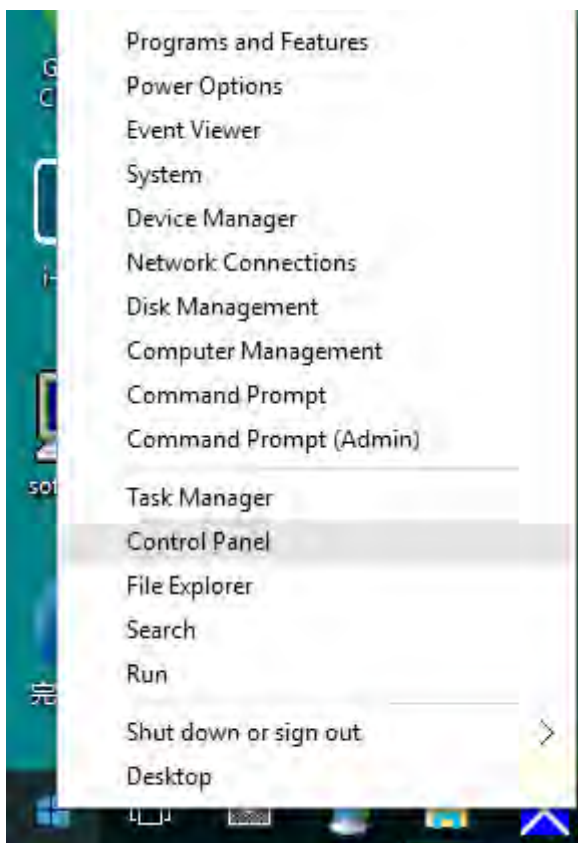 Programs and Features
Power Options
Event Viewer
System
Device Manager
Network Connections
Disk Management
Computer Management
Command Prompt
Command Prompt (Admin)
Task Manager
Control Panel
File Explorer
Search
Run
Shut down or sign out
Desktop